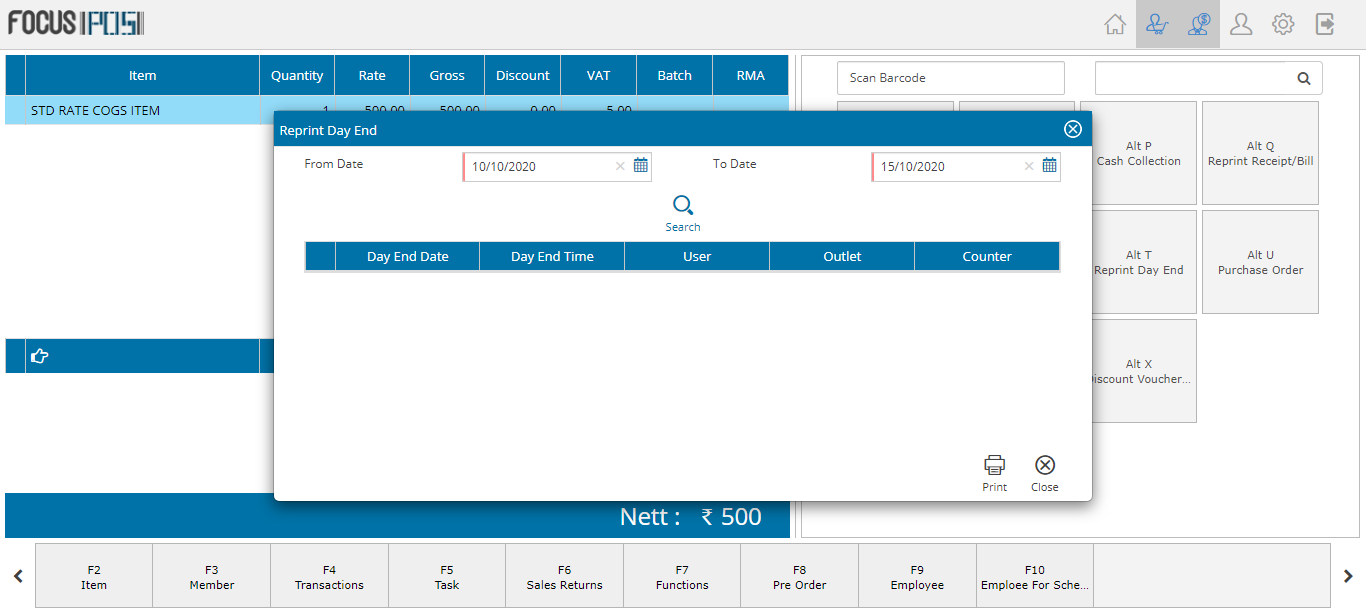 FOCUS POS
Item Quantity Rate Gross Discount VAT Batch RMA
STD RATE COGS ITEM 1 500.00 500.00 0.00 5.00
Scan Barcode
Alt P
Cash Collection
Alt Q
Reprint Receipt/Bill
Alt T
Reprint Day End
Alt U
Purchase Order
Alt X
iscount Voucher...
Reprint Day End
From Date 10/10/2020 To Date 15/10/2020
Search
Day End Date Day End Time User Outlet Counter
Print Close
Nett : ₹ 500
F2
Item
F3
Member
F4
Transactions
F5
Task
F6
Sales Returns
F7
Functions
F8
Pre Order
F9
Employee
F10
Emploee For Sche...